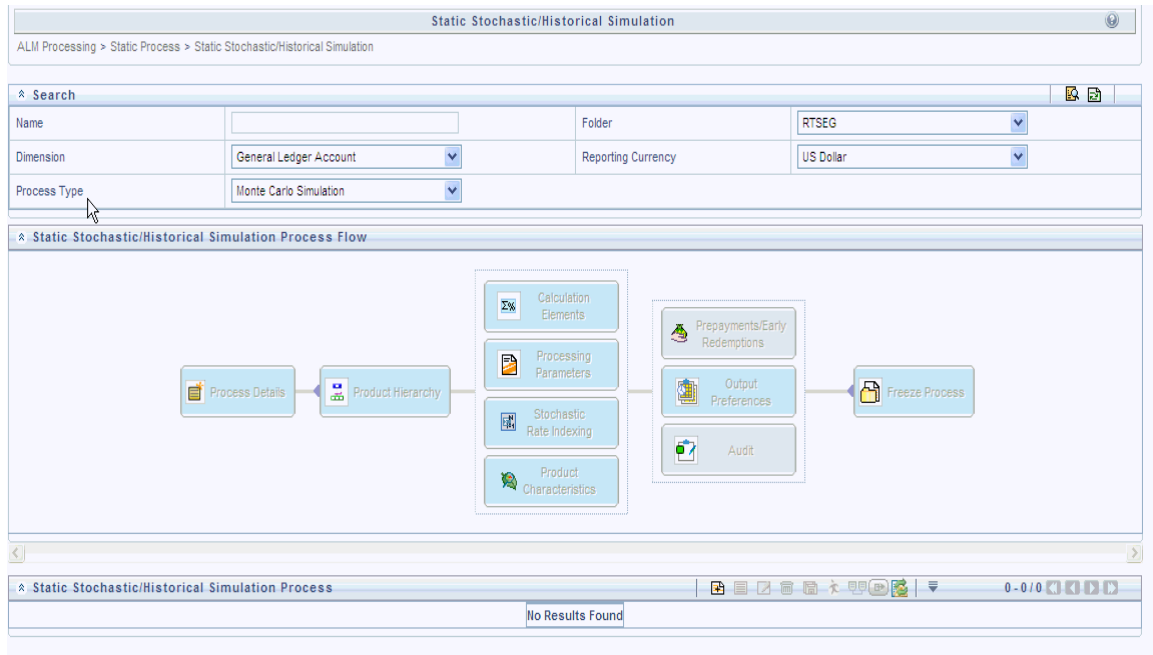 Static Stochastic/Historical Simulation
ALM Processing > Static Process > Static Stochastic/Historical Simulation
Search
Name
Folder
RTSEG
Dimension
General Ledger Account
Reporting Currency
US Dollar
Process Type
Monte Carlo Simulation
Static Stochastic/Historical Simulation Process Flow
Process Details
Product Hierarchy
Calculation
Elements
Processing
Parameters
Stochastic
Rate Indexing
Product
Characteristics
Prepayments/Early
Redemptions
Output
Preferences
Audit
Freeze Process
Static Stochastic/Historical Simulation Process
0 - 0 / 0
No Results Found